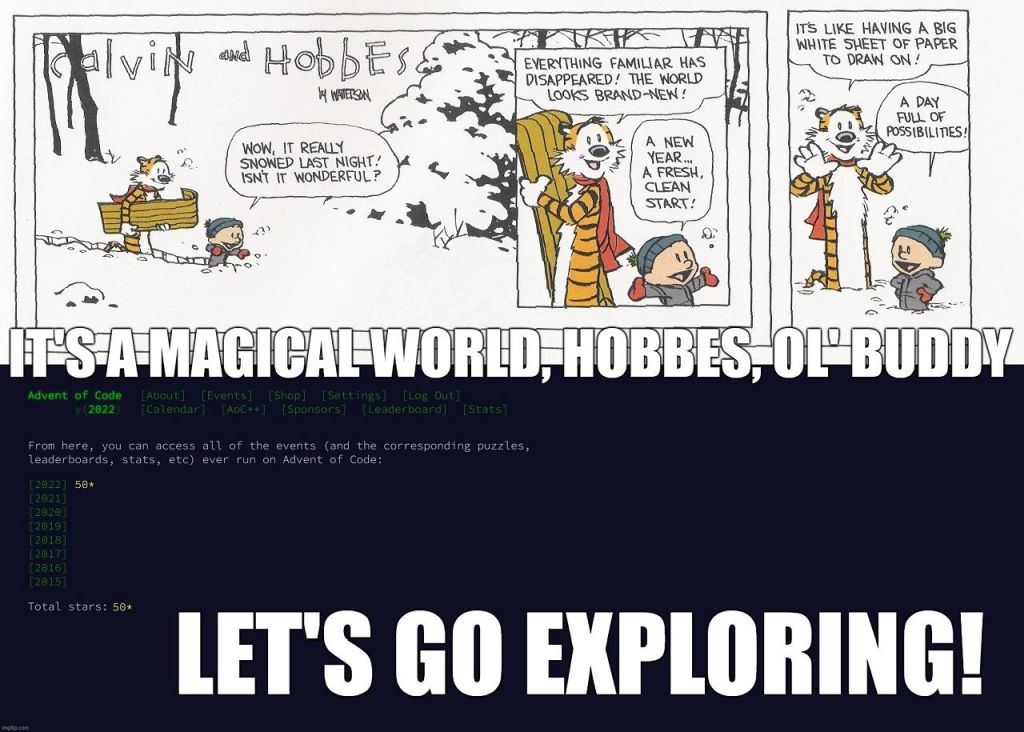 Calvin and Hobbes
by Watterson
WOW, IT REALLY
SNOWED LAST NIGHT!
ISN'T IT WONDERFUL?
EVERYTHING FAMILIAR HAS
DISAPPEARED! THE WORLD
LOOKS BRAND-NEW!
A NEW
YEAR...
A FRESH,
CLEAN
START!
IT'S LIKE HAVING A BIG
WHITE SHEET OF PAPER
TO DRAW ON!
A DAY
FULL OF
POSSIBILITIES!
IT'S A MAGICAL WORLD, HOBBES, OL' BUDDY
Advent of Code [About] [Events] [Shop] [Settings] [Log Out]
y(2022) [Calendar] [AoC++] [Sponsors] [Leaderboard] [Stats]
From here, you can access all of the events (and the corresponding puzzles,
leaderboards, stats, etc) ever run on Advent of Code:
[2022] 50*
[2021]
[2020]
[2019]
[2018]
[2017]
[2016]
[2015]
Total stars: 50*
LET'S GO EXPLORING!
imgflip.com